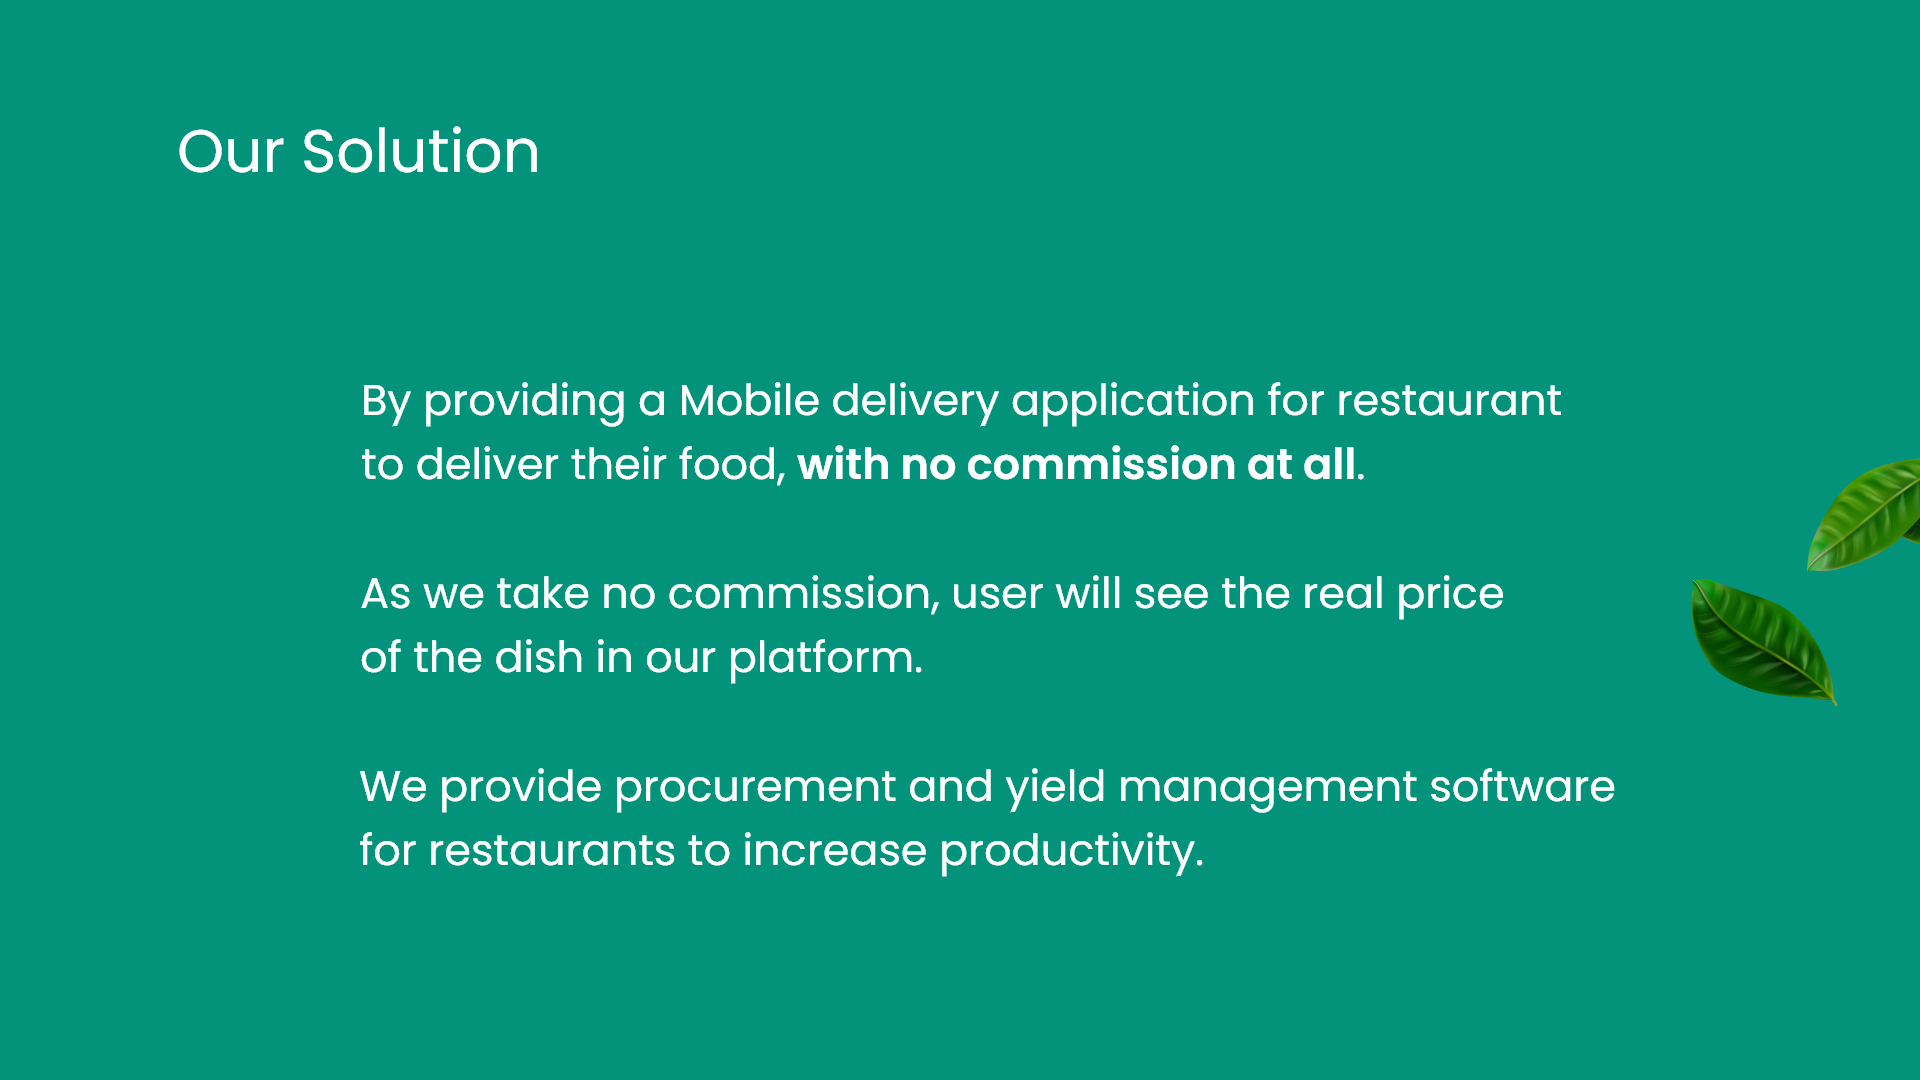 Our Solution
By providing a Mobile delivery application for restaurant
to deliver their food, with no commission at all.
As we take no commission, user will see the real price
of the dish in our platform.
We provide procurement and yield management software
for restaurants to increase productivity.